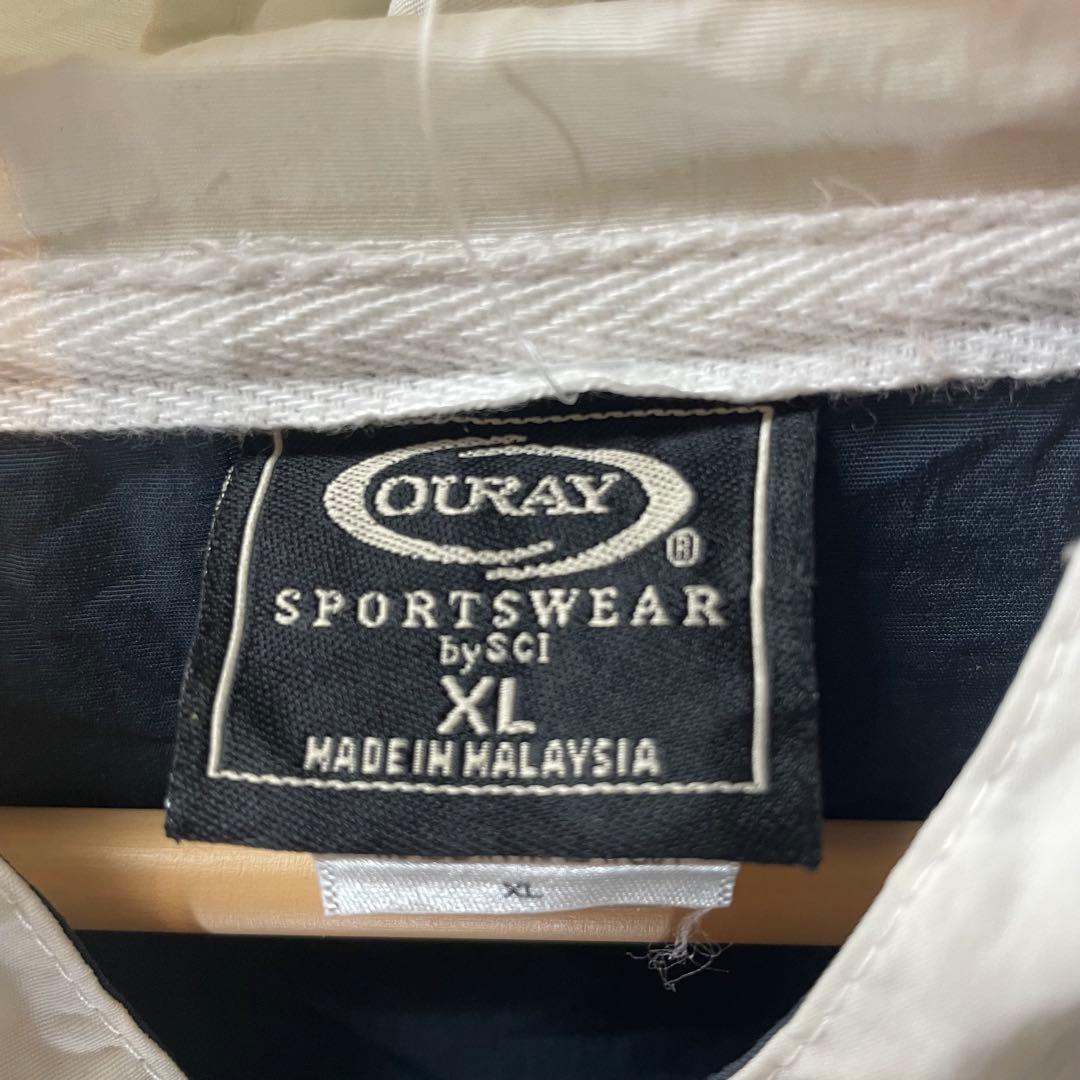 OURAY
®
SPORTSWEAR
by SCI
XL
MADE IN MALAYSIA
XL